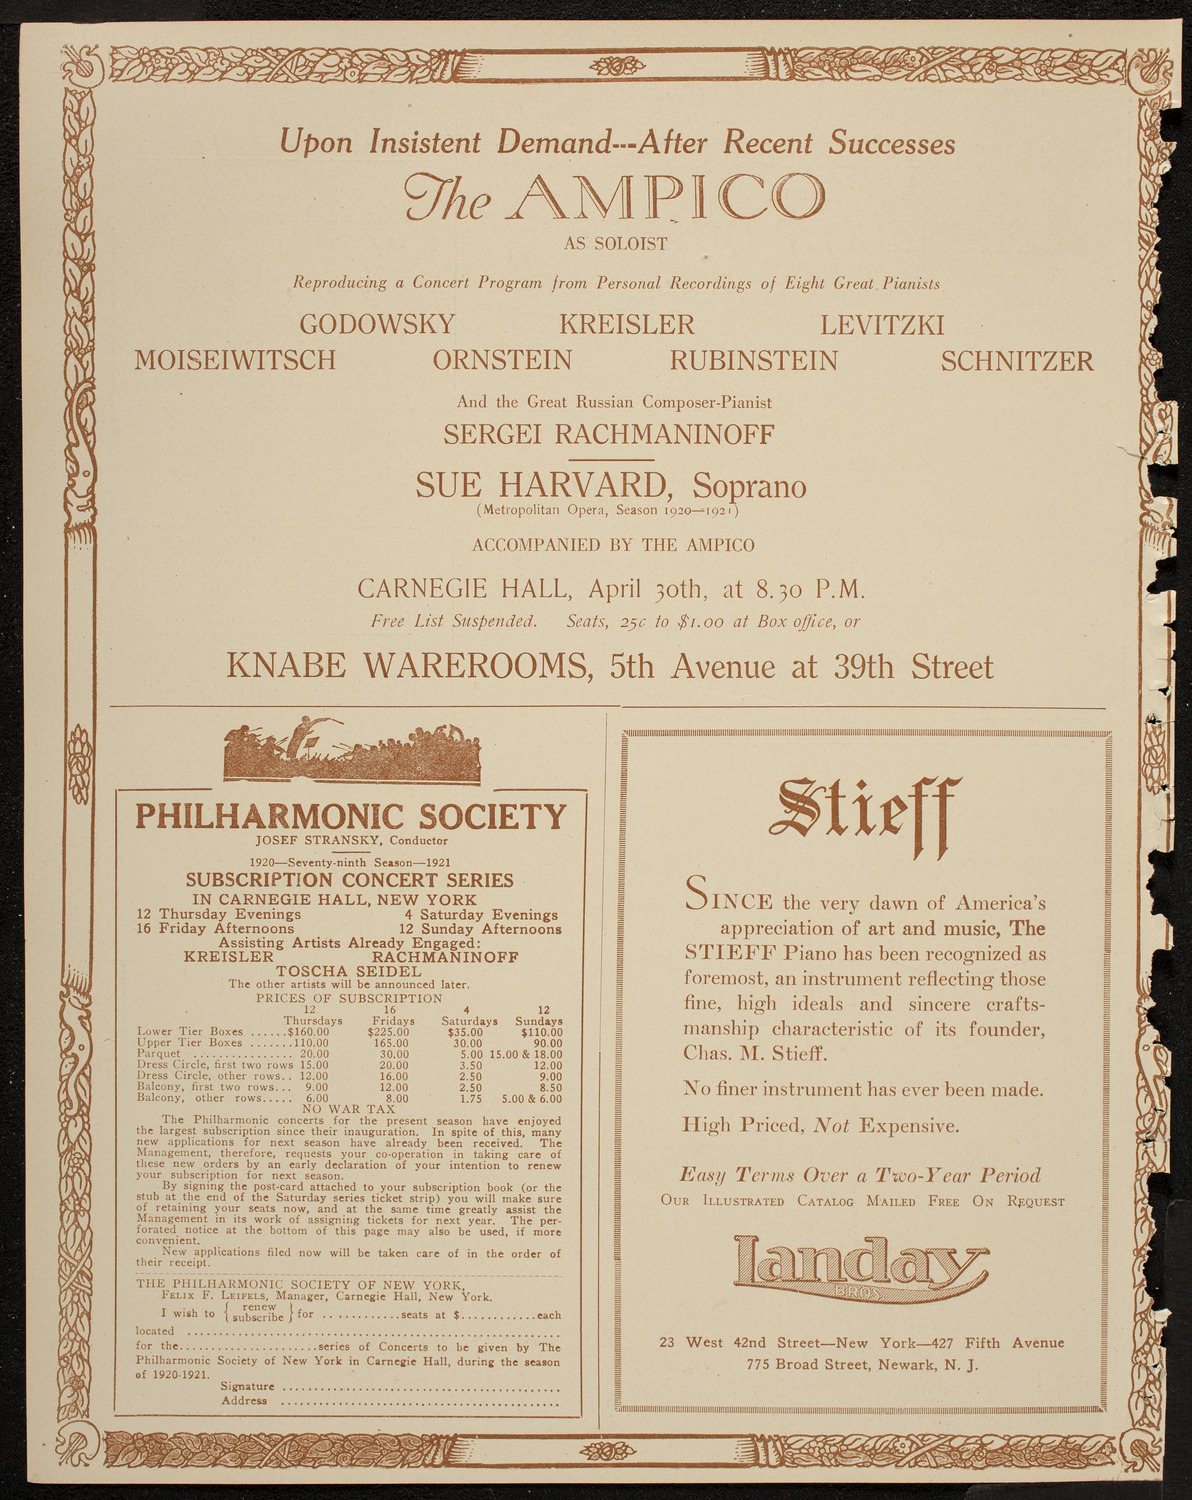 Upon Insistent Demand---After Recent Successes
The AMPICO
AS SOLOIST
Reproducing a Concert Program from Personal Recordings of Eight Great Pianists
GODOWSKY KREISLER LEVITZKI
MOISEIWITSCH ORNSTEIN RUBINSTEIN SCHNITZER
And the Great Russian Composer-Pianist
SERGEI RACHMANINOFF
SUE HARVARD, Soprano
(Metropolitan Opera, Season 1920—1921)
ACCOMPANIED BY THE AMPICO
CARNEGIE HALL, April 30th, at 8.30 P.M.
Free List Suspended. Seats, 25c to $1.00 at Box office, or
KNABE WAREROOMS, 5th Avenue at 39th Street
PHILHARMONIC SOCIETY
JOSEF STRANSKY, Conductor
1920—Seventy-ninth Season—1921
SUBSCRIPTION CONCERT SERIES
IN CARNEGIE HALL, NEW YORK
12 Thursday Evenings 4 Saturday Evenings
16 Friday Afternoons 12 Sunday Afternoons
Assisting Artists Already Engaged:
KREISLER RACHMANINOFF
TOSCHA SEIDEL
The other artists will be announced later.
PRICES OF SUBSCRIPTION
12 16 4 12
Thursdays Fridays Saturdays Sundays
Lower Tier Boxes ......$160.00 $225.00 $35.00 $110.00
Upper Tier Boxes .......110.00 165.00 30.00 90.00
Parquet ............... 20.00 30.00 5.00 15.00 & 18.00
Dress Circle, first two rows 15.00 20.00 3.50 12.00
Dress Circle, other rows.. 12.00 16.00 2.50 9.00
Balcony, first two rows... 9.00 12.00 2.50 8.50
Balcony, other rows..... 6.00 8.00 1.75 5.00 & 6.00
NO WAR TAX
The Philharmonic concerts for the present season have enjoyed
the largest subscription since their inauguration. In spite of this, many
new applications for next season have already been received. The
Management, therefore, requests your co-operation in taking care of
these new orders by an early declaration of your intention to renew
your subscription for next season.
By signing the post-card attached to your subscription book (or the
stub at the end of the Saturday series ticket strip) you will make sure
of retaining your seats now, and at the same time greatly assist the
Management in its work of assigning tickets for next year. The per-
forated notice at the bottom of this page may also be used, if more
convenient.
New applications filed now will be taken care of in the order of
their receipt.
THE PHILHARMONIC SOCIETY OF NEW YORK,
FELIX F. LEIFELS, Manager, Carnegie Hall, New York.
I wish to { renew subscribe } for ............seats at $............each
located ............................................................
for the......................series of Concerts to be given by The
Philharmonic Society of New York in Carnegie Hall, during the season
of 1920-1921.
Signature ............................................
Address ............................................
Stieff
SINCE the very dawn of America's
appreciation of art and music, The
STIEFF Piano has been recognized as
foremost, an instrument reflecting those
fine, high ideals and sincere crafts-
manship characteristic of its founder,
Chas. M. Stieff.
No finer instrument has ever been made.
High Priced, Not Expensive.
Easy Terms Over a Two-Year Period
OUR ILLUSTRATED CATALOG MAILED FREE ON REQUEST
Landay
BROS.
23 West 42nd Street—New York—427 Fifth Avenue
775 Broad Street, Newark, N. J.